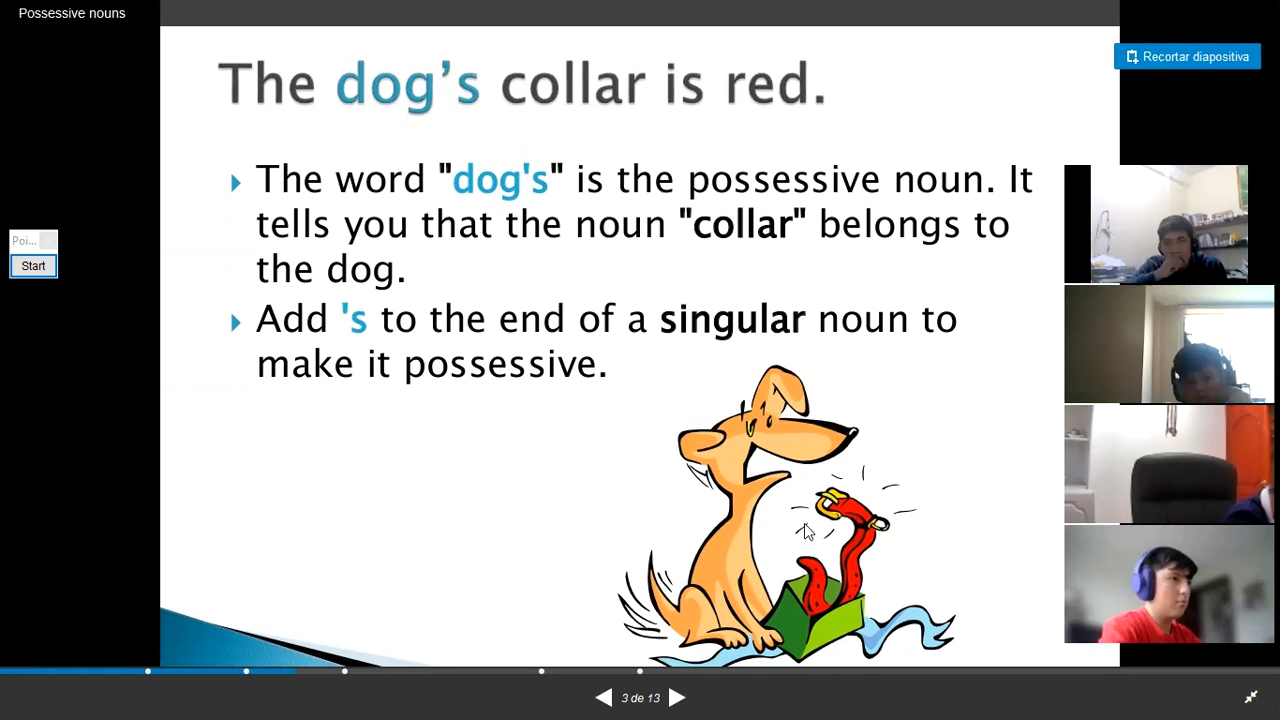 Possessive nouns
Recortar diapositiva
The dog’s collar is red.
The word "dog's" is the possessive noun. It
tells you that the noun "collar" belongs to
the dog.
Add 's to the end of a singular noun to
make it possessive.
Poi...
Start
3 de 13